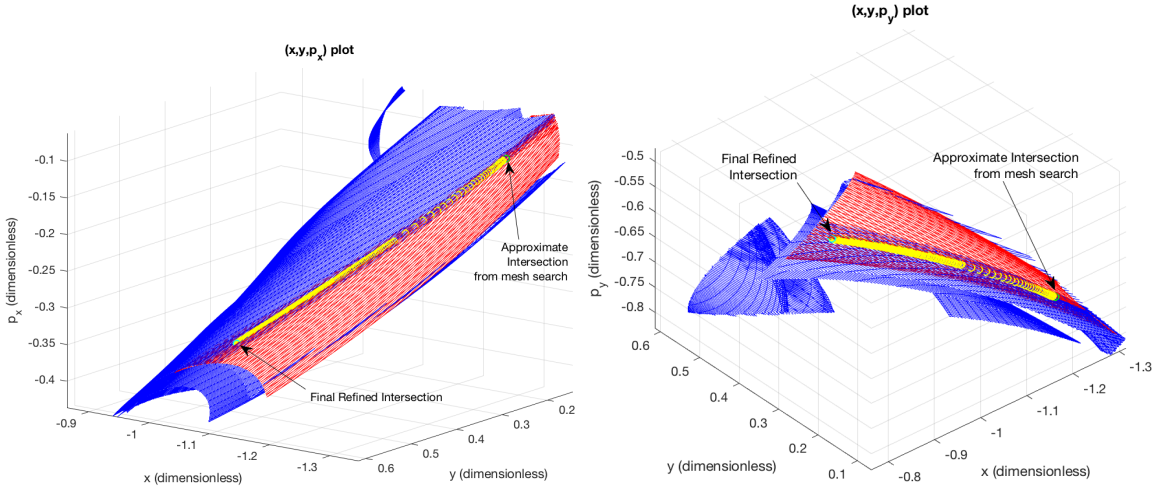 (x,y,p_x) plot
p_x (dimensionless)
-0.1
-0.15
-0.2
-0.25
-0.3
-0.35
-0.4
-0.9
-1
-1.1
-1.2
-1.3
x (dimensionless)
0.6
0.5
0.4
0.3
0.2
y (dimensionless)
Approximate
Intersection
from mesh search
Final Refined Intersection
(x,y,p_y) plot
p_y (dimensionless)
-0.5
-0.55
-0.6
-0.65
-0.7
-0.75
-0.8
0.6
0.5
0.4
0.3
0.2
0.1
y (dimensionless)
-0.8
-0.9
-1
-1.1
-1.2
-1.3
x (dimensionless)
Final Refined
Intersection
Approximate Intersection
from mesh search